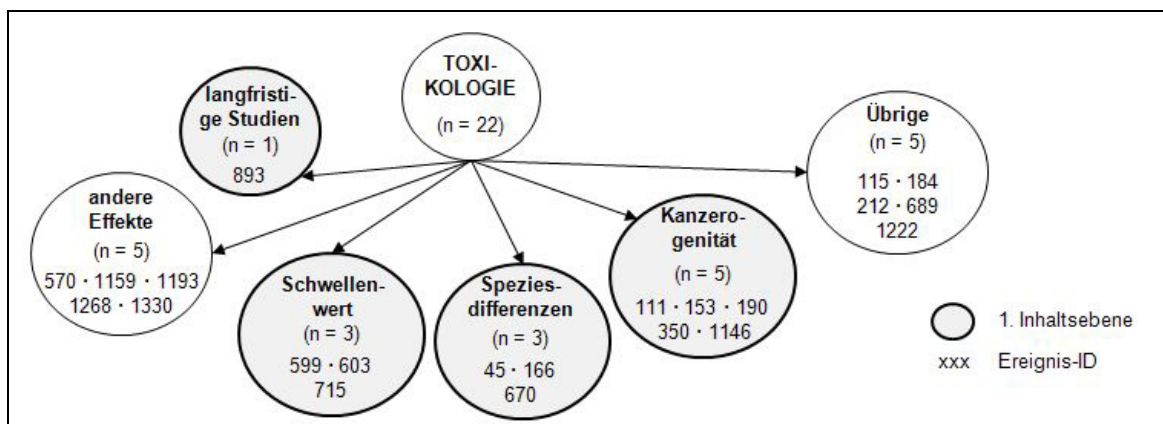 TOXI-
KOLOGIE
(n = 22)
langfristi-
ge Studien
(n = 1)
893
andere
Effekte
(n = 5)
570 · 1159 · 1193
1268 · 1330
Schwellen-
wert
(n = 3)
599 · 603
715
Spezies-
differenzen
(n = 3)
45 · 166
670
Kanzero-
genität
(n = 5)
111 · 153 · 190
350 · 1146
Übrige
(n = 5)
115 · 184
212 · 689
1222
1. Inhaltsebene
xxx Ereignis-ID